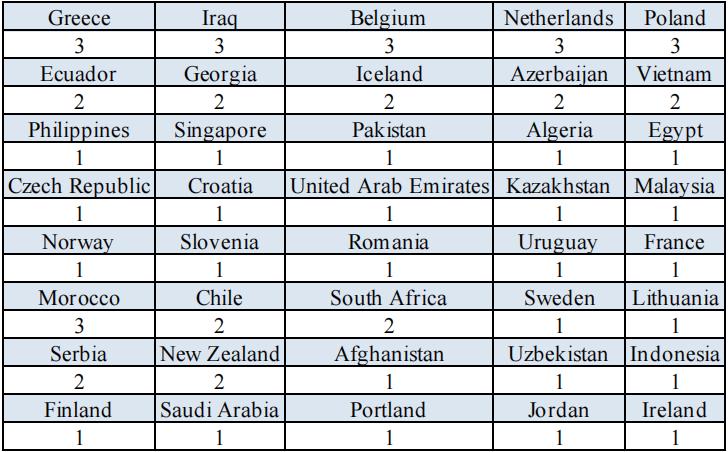 Greece Iraq Belgium Netherlands Poland
3 3 3 3 3
Ecuador Georgia Iceland Azerbaijan Vietnam
2 2 2 2 2
Philippines Singapore Pakistan Algeria Egypt
1 1 1 1 1
Czech Republic Croatia United Arab Emirates Kazakhstan Malaysia
1 1 1 1 1
Norway Slovenia Romania Uruguay France
1 1 1 1 1
Morocco Chile South Africa Sweden Lithuania
3 2 2 1 1
Serbia New Zealand Afghanistan Uzbekistan Indonesia
2 2 1 1 1
Finland Saudi Arabia Portland Jordan Ireland
1 1 1 1 1